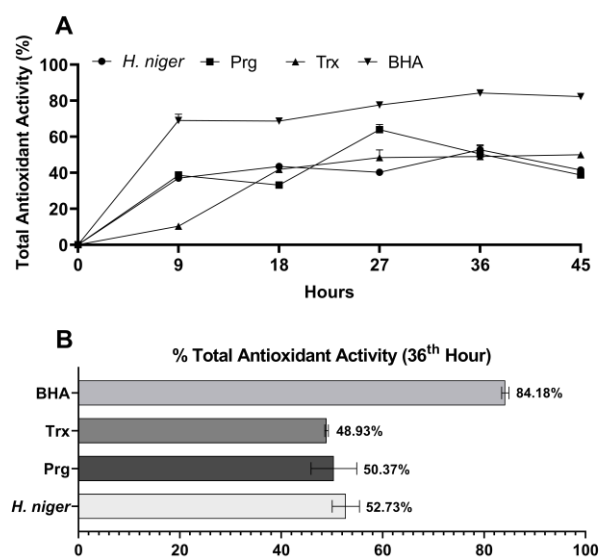 A
H. niger Prg Trx BHA
Total Antioxidant Activity (%)
100
80
60
40
20
0
0 9 18 27 36 45
Hours
B
% Total Antioxidant Activity (36th Hour)
BHA 84.18%
Trx 48.93%
Prg 50.37%
H. niger 52.73%
0 20 40 60 80 100